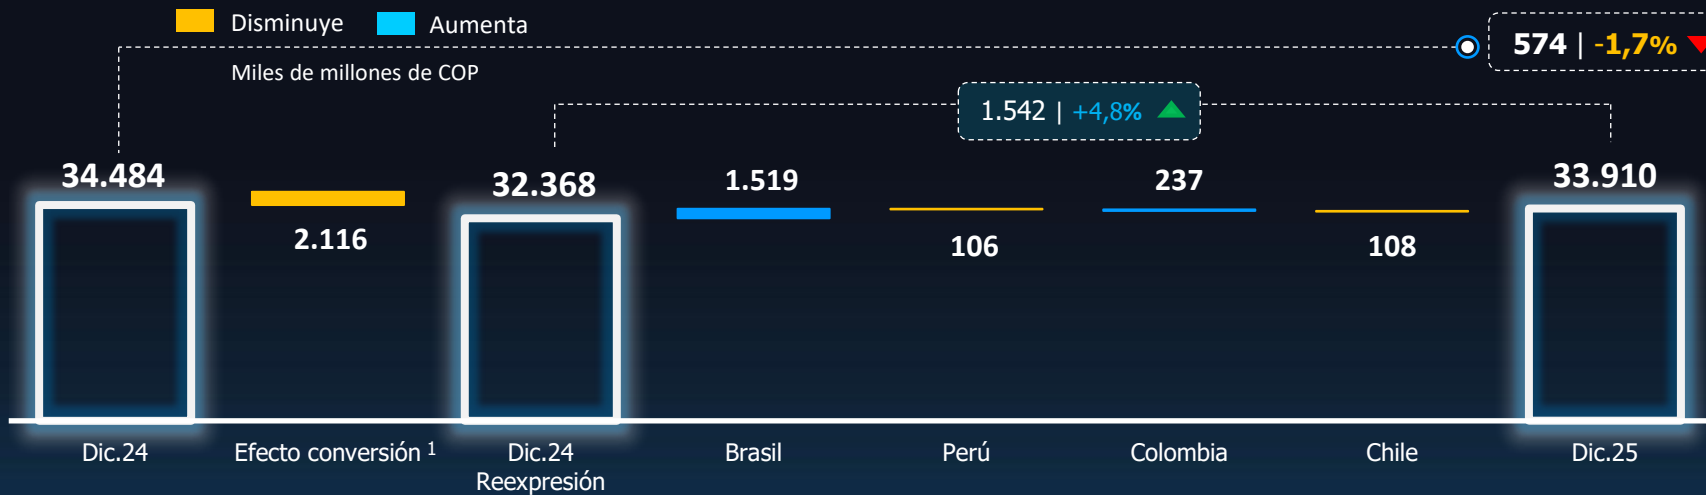 Disminuye
Aumenta
Miles de millones de COP
574 | -1,7%
1.542 | +4,8%
34.484
2.116
32.368
1.519
106
237
108
33.910
Dic.24
Efecto conversión 1
Dic.24
Reexpresión
Brasil
Perú
Colombia
Chile
Dic.25